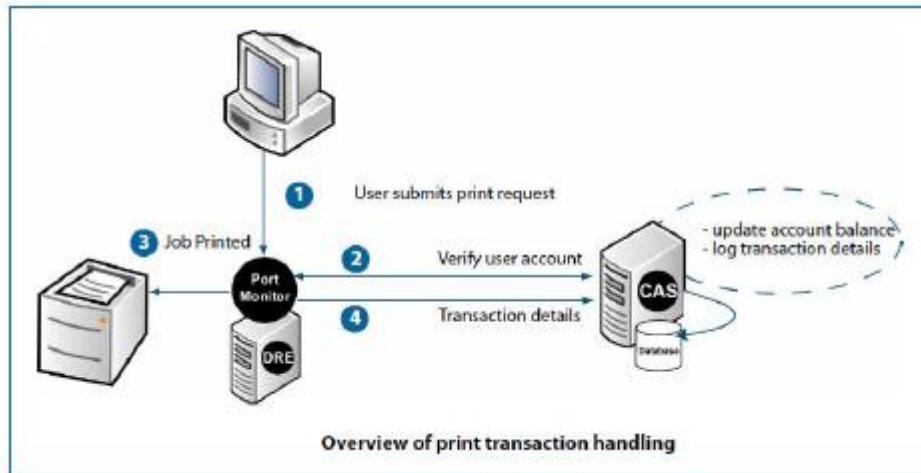 1 User submits print request
3 Job Printed
2 Verify user account
- update account balance
- log transaction details
Port
Monitor
CAS
4 Transaction details
DRE
Database
Overview of print transaction handling